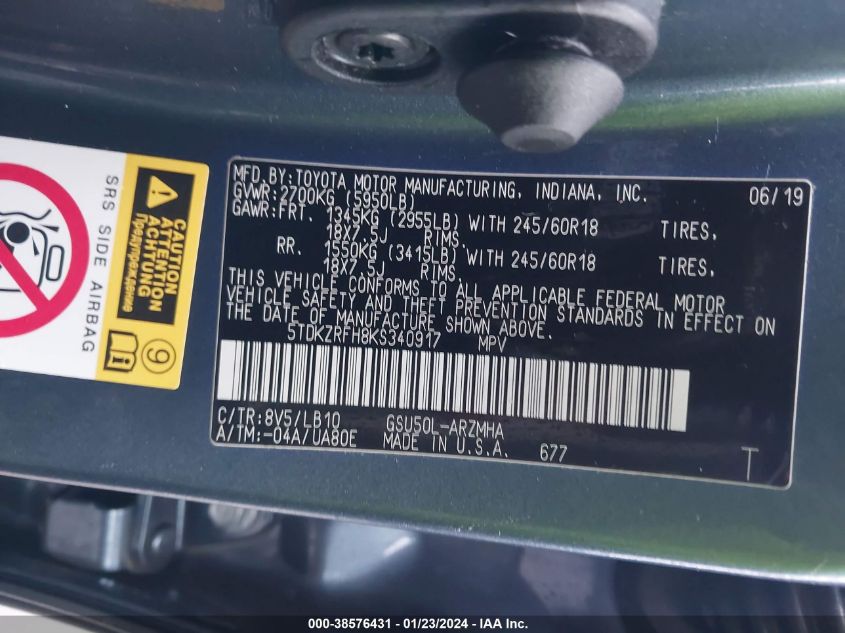 SRS SIDE AIRBAG
CAUTION
ATTENTION
ACHTUNG
Предупреждение
9
MFD.BY:TOYOTA MOTOR MANUFACTURING, INDIANA, INC. 06/19
GVWR:2700KG (5950LB)
GAWR:FRT. 1345KG (2955LB) WITH 245/60R18 TIRES.
18X7.5J RIMS.
RR. 1550KG (3415LB) WITH 245/60R18 TIRES.
18X7.5J RIMS.
THIS VEHICLE CONFORMS TO ALL APPLICABLE FEDERAL MOTOR
VEHICLE SAFETY AND THEFT PREVENTION STANDARDS IN EFFECT ON
THE DATE OF MANUFACTURE SHOWN ABOVE.
5TDKZRFH8KS340917 MPV
C/TR:8V5/LB10 GSU50L-ARZMHA
A/TM:-04A/UA80E MADE IN U.S.A. 677 T
000-38576431 - 01/23/2024 - IAA Inc.